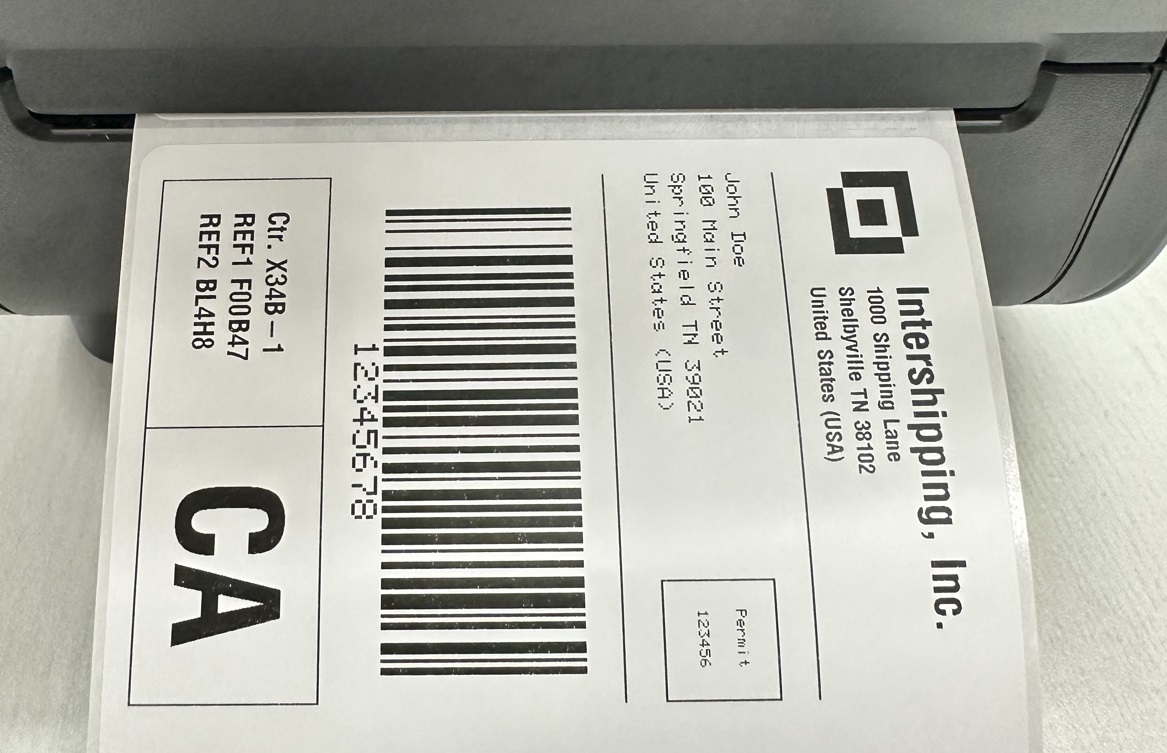 Intershipping, Inc.
1000 Shipping Lane
Shelbyville TN 38102
United States (USA)
John Doe
100 Main Street
Springfield TN 39021
United States (USA)
Permit
123456
12345678
Ctr. X34B-1
REF1 F00B47
REF2 BL4H8
CA